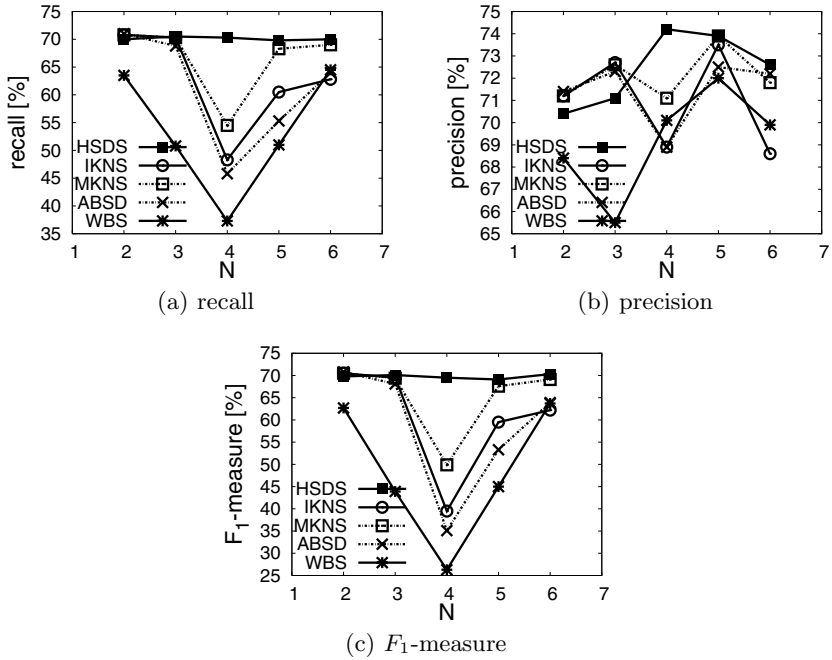 75
70
65
60
55
50
45
40
35
recall [%]
HSDS
IKNS
MKNS
ABSD
WBS
1 2 3 4 5 6 7
N
(a) recall
75
74
73
72
71
70
69
68
67
66
65
precision [%]
HSDS
IKNS
MKNS
ABSD
WBS
1 2 3 4 5 6 7
N
(b) precision
75
70
65
60
55
50
45
40
35
30
25
F₁-measure [%]
HSDS
IKNS
MKNS
ABSD
WBS
1 2 3 4 5 6 7
N
(c) F₁-measure